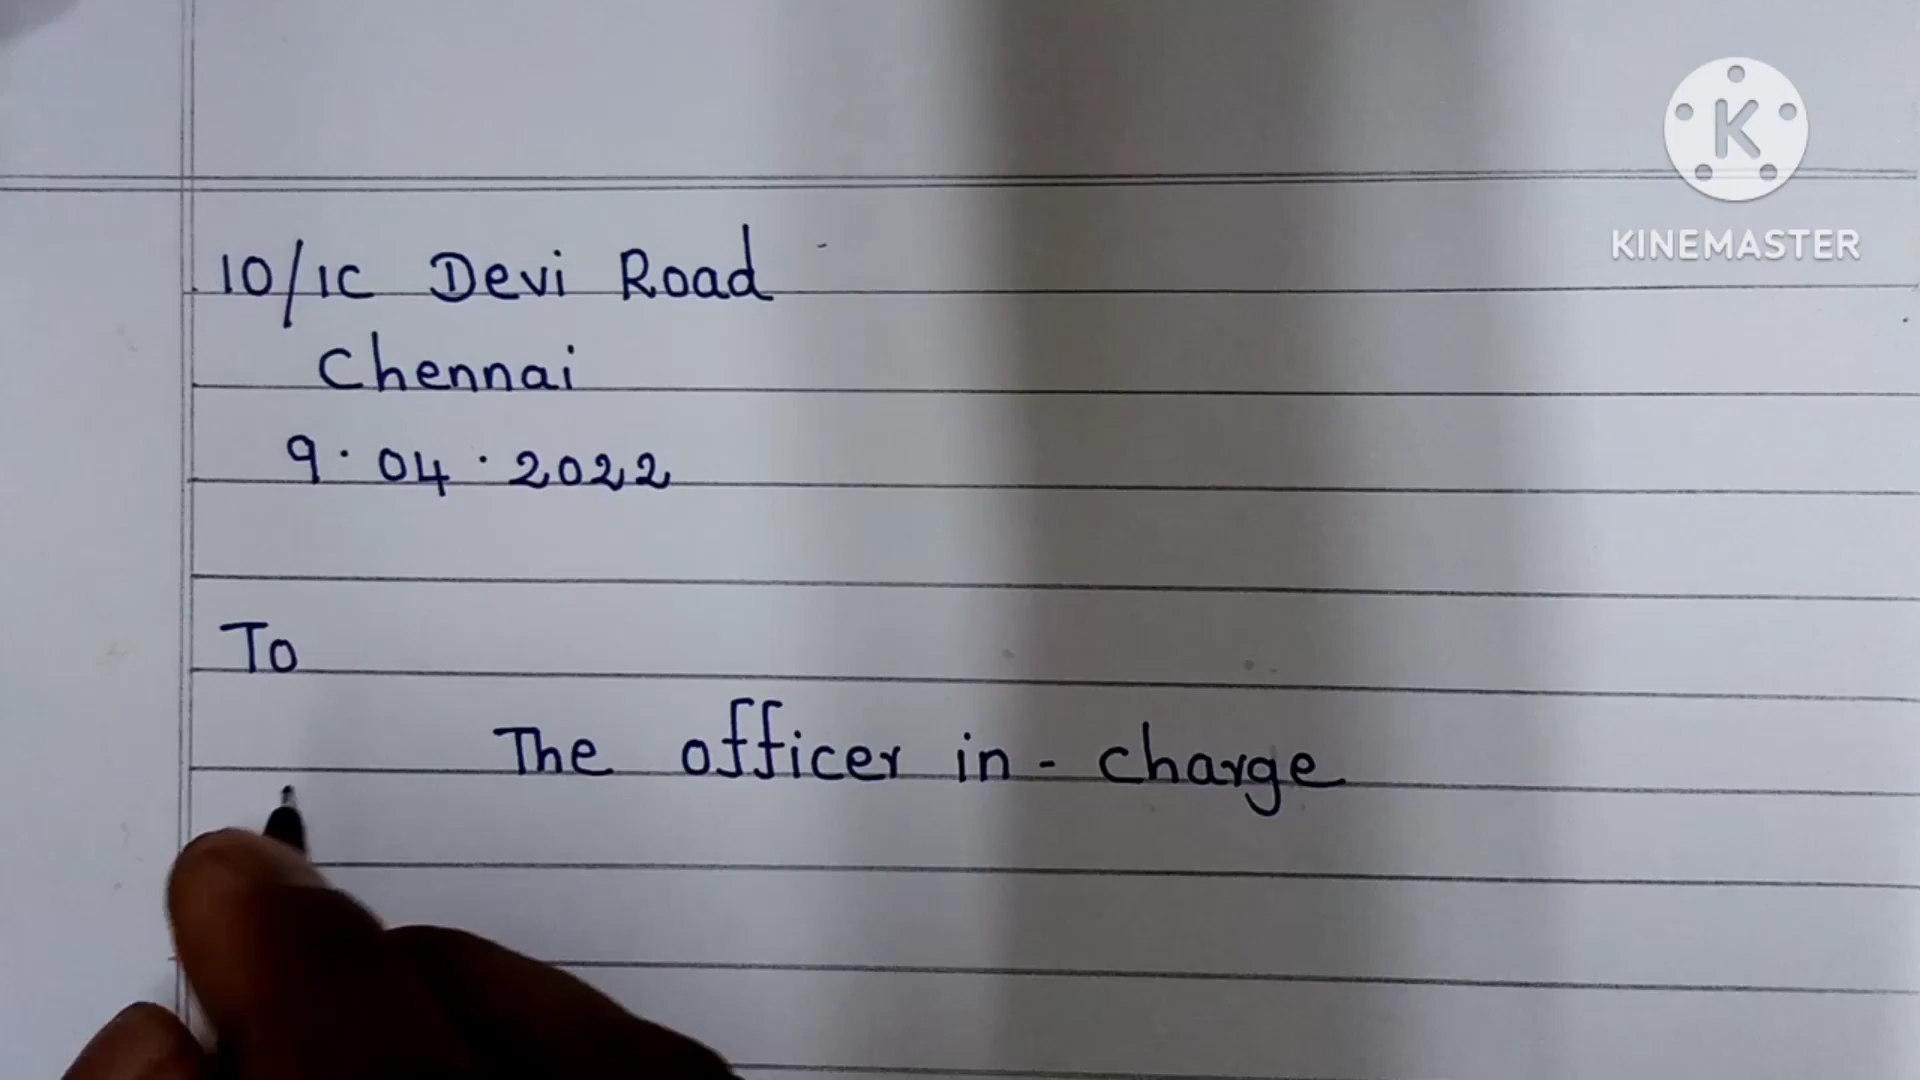 10/1C Devi Road
Chennai
9.04.2022
To
The officer in-charge
K
KINEMASTER